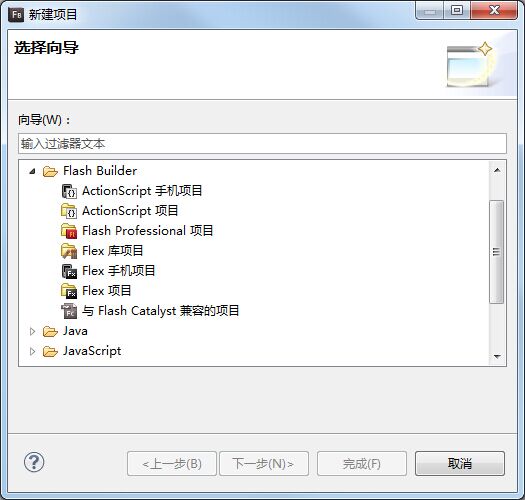 Fb 新建项目
选择向导
向导(W)：
输入过滤器文本
Flash Builder
ActionScript 手机项目
ActionScript 项目
Flash Professional 项目
Flex 库项目
Flex 手机项目
Flex 项目
与 Flash Catalyst 兼容的项目
Java
JavaScript
<上一步(B) 下一步(N)> 完成(F) 取消